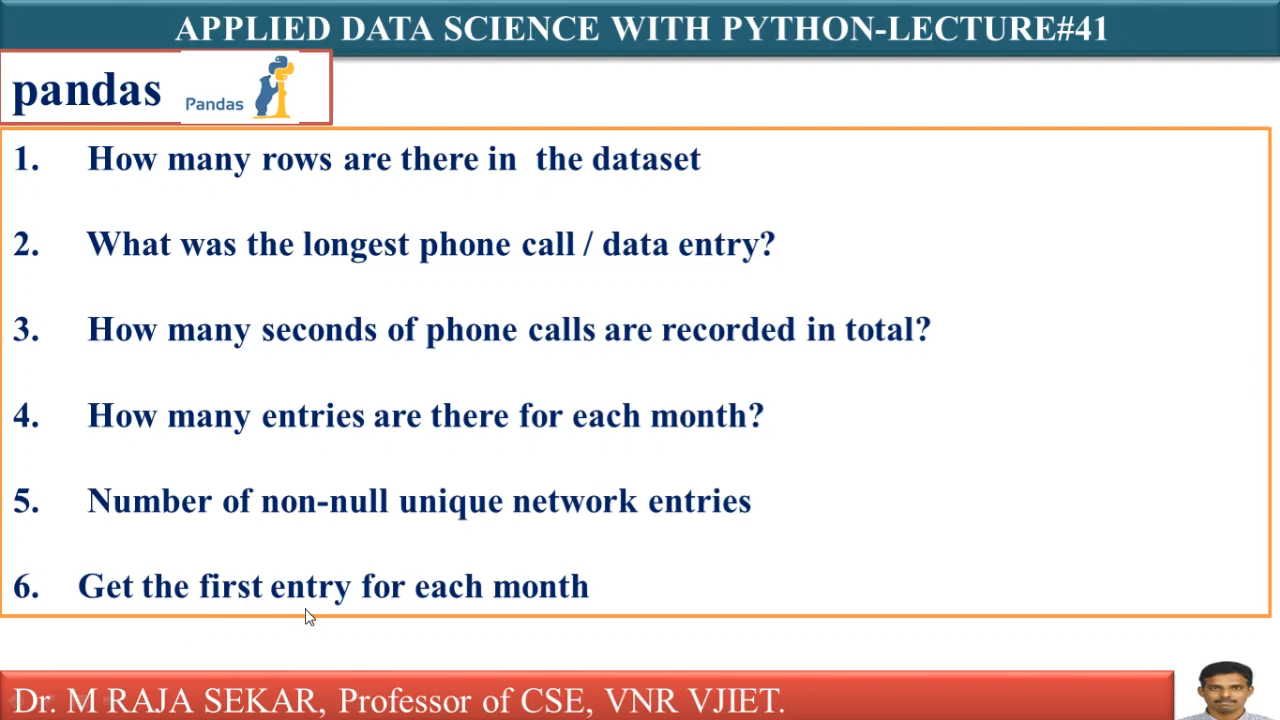 APPLIED DATA SCIENCE WITH PYTHON-LECTURE#41
pandas
Pandas
1. How many rows are there in the dataset
2. What was the longest phone call / data entry?
3. How many seconds of phone calls are recorded in total?
4. How many entries are there for each month?
5. Number of non-null unique network entries
6. Get the first entry for each month
Dr. M RAJA SEKAR, Professor of CSE, VNR VJIET.